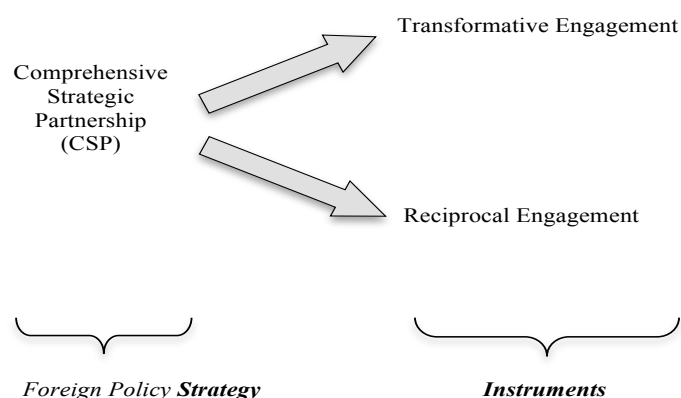 Transformative Engagement
Comprehensive
Strategic
Partnership
(CSP)
Reciprocal Engagement
Foreign Policy Strategy
Instruments